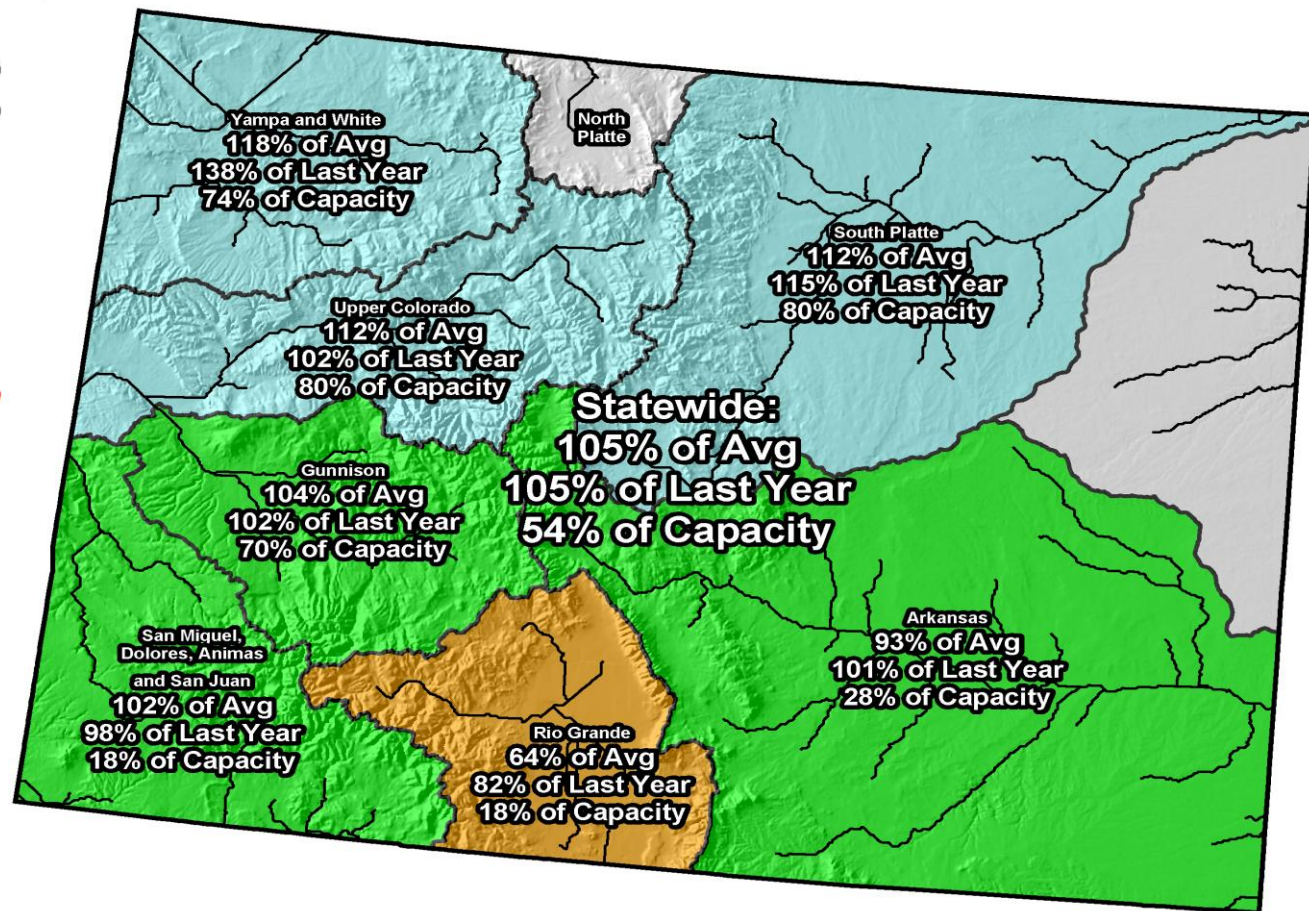 Yampa and White
118% of Avg
138% of Last Year
74% of Capacity
North
Platte
South Platte
112% of Avg
115% of Last Year
80% of Capacity
Upper Colorado
112% of Avg
102% of Last Year
80% of Capacity
Statewide:
105% of Avg
105% of Last Year
54% of Capacity
Gunnison
104% of Avg
102% of Last Year
70% of Capacity
San Miguel,
Dolores, Animas
and San Juan
102% of Avg
98% of Last Year
18% of Capacity
Rio Grande
64% of Avg
82% of Last Year
18% of Capacity
Arkansas
93% of Avg
101% of Last Year
28% of Capacity